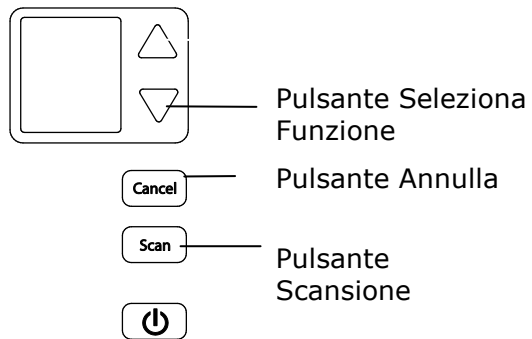 Pulsante Seleziona
Funzione
Cancel
Pulsante Annulla
Scan
Pulsante
Scansione